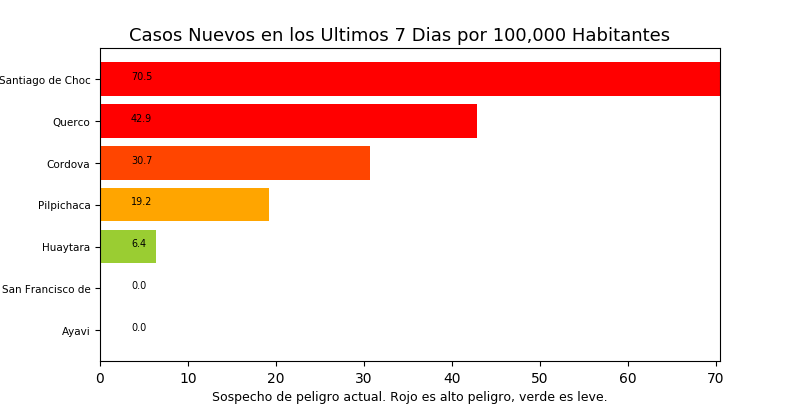 Casos Nuevos en los Ultimos 7 Dias por 100,000 Habitantes
Santiago de Choc 70.5
Querco 42.9
Cordova 30.7
Pilpichaca 19.2
Huaytara 6.4
San Francisco de 0.0
Ayavi 0.0
0 10 20 30 40 50 60 70
Sospecho de peligro actual. Rojo es alto peligro, verde es leve.